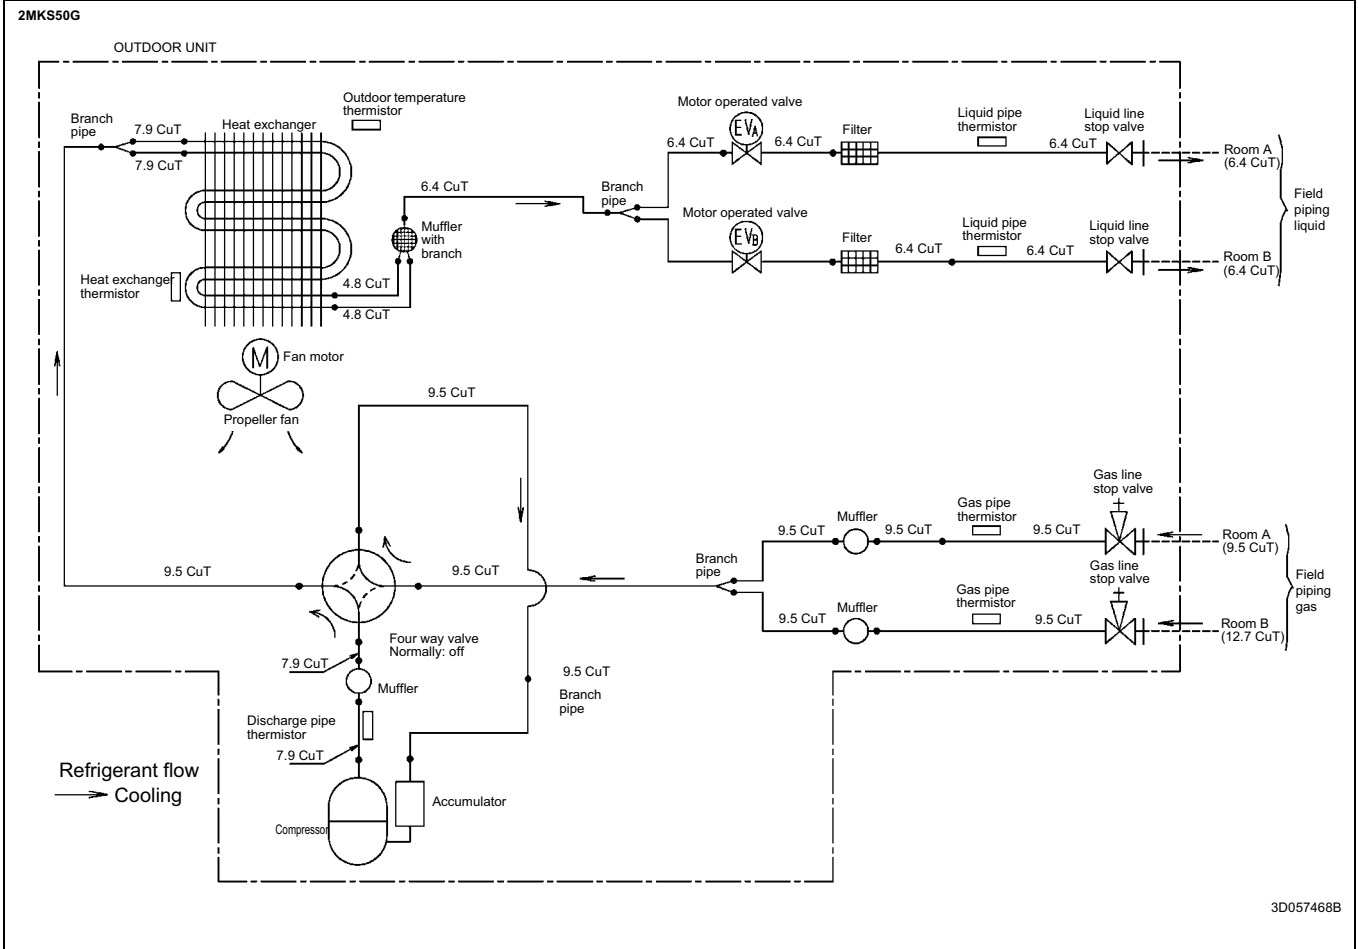 2MKS50G
OUTDOOR UNIT
Branch
pipe
7.9 CuT
7.9 CuT
Heat exchanger
Outdoor temperature
thermistor
Heat exchanger
thermistor
4.8 CuT
4.8 CuT
Muffler
with
branch
6.4 CuT
Branch
pipe
Motor operated valve
EVA
6.4 CuT
6.4 CuT
Filter
Liquid pipe
thermistor
6.4 CuT
Liquid line
stop valve
Room A
(6.4 CuT)
Motor operated valve
EVB
Filter
6.4 CuT
Liquid pipe
thermistor
6.4 CuT
Liquid line
stop valve
Room B
(6.4 CuT)
Field
piping
liquid
M
Fan motor
Propeller fan
9.5 CuT
9.5 CuT
9.5 CuT
Four way valve
Normally: off
7.9 CuT
Muffler
Discharge pipe
thermistor
7.9 CuT
Compressor
Accumulator
9.5 CuT
Branch
pipe
Branch
pipe
9.5 CuT
Muffler
9.5 CuT
Gas pipe
thermistor
9.5 CuT
Gas line
stop valve
Room A
(9.5 CuT)
9.5 CuT
Muffler
Gas pipe
thermistor
9.5 CuT
Gas line
stop valve
Room B
(12.7 CuT)
Field
piping
gas
Refrigerant flow
Cooling
3D057468B